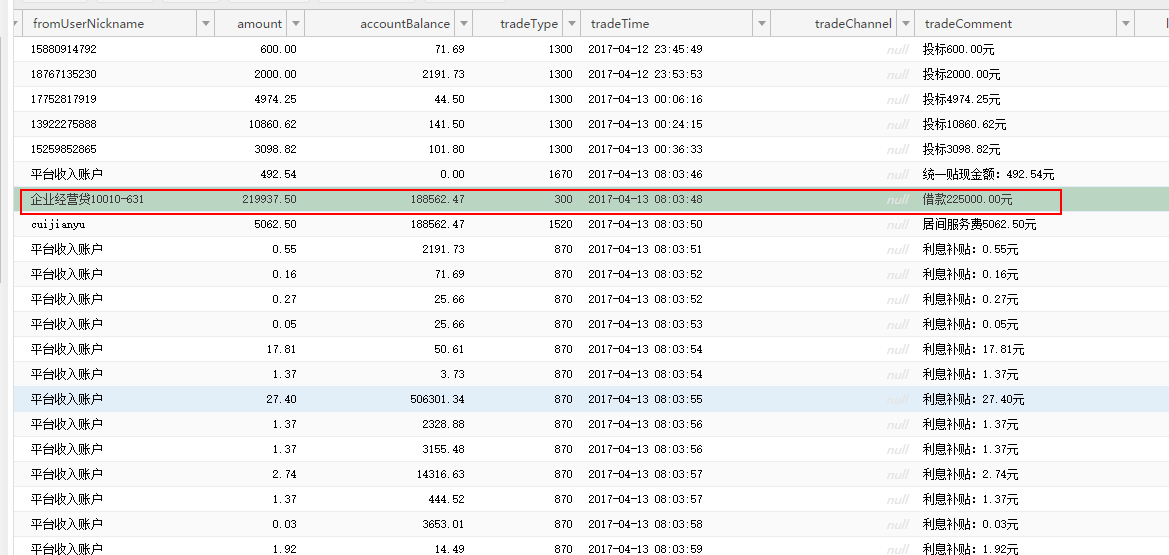 fromUserNickname amount accountBalance tradeType tradeTime tradeChannel tradeComment
15880914792 600.00 71.69 1300 2017-04-12 23:45:49 null 投标600.00元
18767135230 2000.00 2191.73 1300 2017-04-12 23:53:53 null 投标2000.00元
17752817919 4974.25 44.50 1300 2017-04-13 00:06:16 null 投标4974.25元
13922275888 10860.62 141.50 1300 2017-04-13 00:24:15 null 投标10860.62元
15259852865 3098.82 101.80 1300 2017-04-13 00:36:33 null 投标3098.82元
平台收入账户 492.54 0.00 1670 2017-04-13 08:03:46 null 统一贴现金额：492.54元
企业经营贷10010-631 219937.50 188562.47 300 2017-04-13 08:03:48 null 借款225000.00元
cuijianyu 5062.50 188562.47 1520 2017-04-13 08:03:50 null 居间服务费5062.50元
平台收入账户 0.55 2191.73 870 2017-04-13 08:03:51 null 利息补贴：0.55元
平台收入账户 0.16 71.69 870 2017-04-13 08:03:52 null 利息补贴：0.16元
平台收入账户 0.27 25.66 870 2017-04-13 08:03:52 null 利息补贴：0.27元
平台收入账户 0.05 25.66 870 2017-04-13 08:03:53 null 利息补贴：0.05元
平台收入账户 17.81 50.61 870 2017-04-13 08:03:54 null 利息补贴：17.81元
平台收入账户 1.37 3.73 870 2017-04-13 08:03:54 null 利息补贴：1.37元
平台收入账户 27.40 506301.34 870 2017-04-13 08:03:55 null 利息补贴：27.40元
平台收入账户 1.37 2328.88 870 2017-04-13 08:03:56 null 利息补贴：1.37元
平台收入账户 1.37 3155.48 870 2017-04-13 08:03:56 null 利息补贴：1.37元
平台收入账户 2.74 14316.63 870 2017-04-13 08:03:57 null 利息补贴：2.74元
平台收入账户 1.37 444.52 870 2017-04-13 08:03:57 null 利息补贴：1.37元
平台收入账户 0.03 3653.01 870 2017-04-13 08:03:58 null 利息补贴：0.03元
平台收入账户 1.92 14.49 870 2017-04-13 08:03:59 null 利息补贴：1.92元